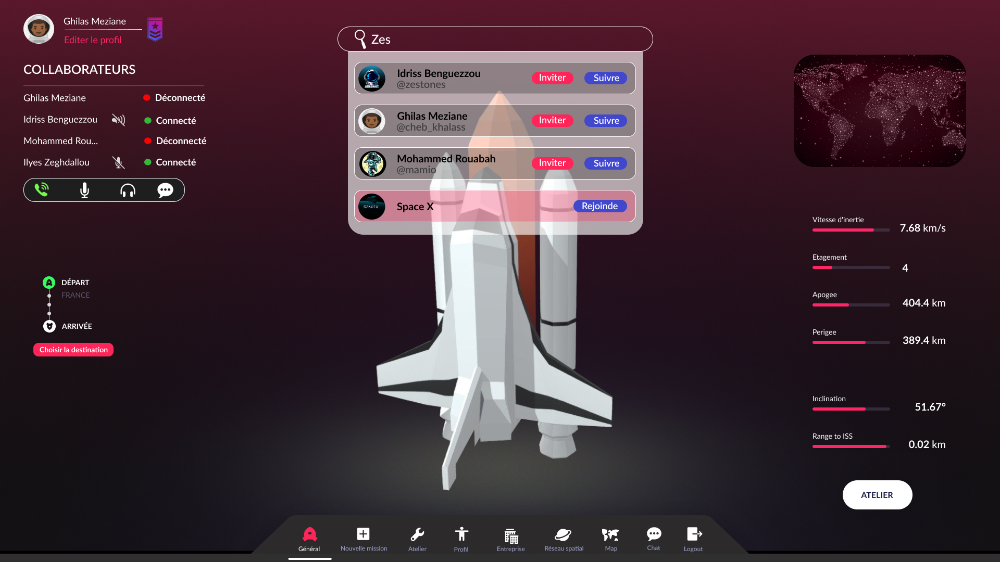 Ghilas Meziane
Editer le profil
COLLABORATEURS
Ghilas Meziane Déconnecté
Idriss Benguezzou Connecté
Mohammed Rou... Déconnecté
Ilyes Zeghdallou Connecté
DÉPART
FRANCE
ARRIVÉE
Choisir la destination
Zes
Idriss Benguezzou
@zestones
Inviter Suivre
Ghilas Meziane
@cheb_khalass
Inviter Suivre
Mohammed Rouabah
@mamio
Inviter Suivre
SPACEX
Space X Rejoinde
Vitesse d'inertie
7.68 km/s
Etagement
4
Apogee
404.4 km
Perigee
389.4 km
Inclination
51.67°
Range to ISS
0.02 km
ATELIER
Général Nouvelle mission Atelier Profil Entreprise Réseau spatial Map Chat Logout